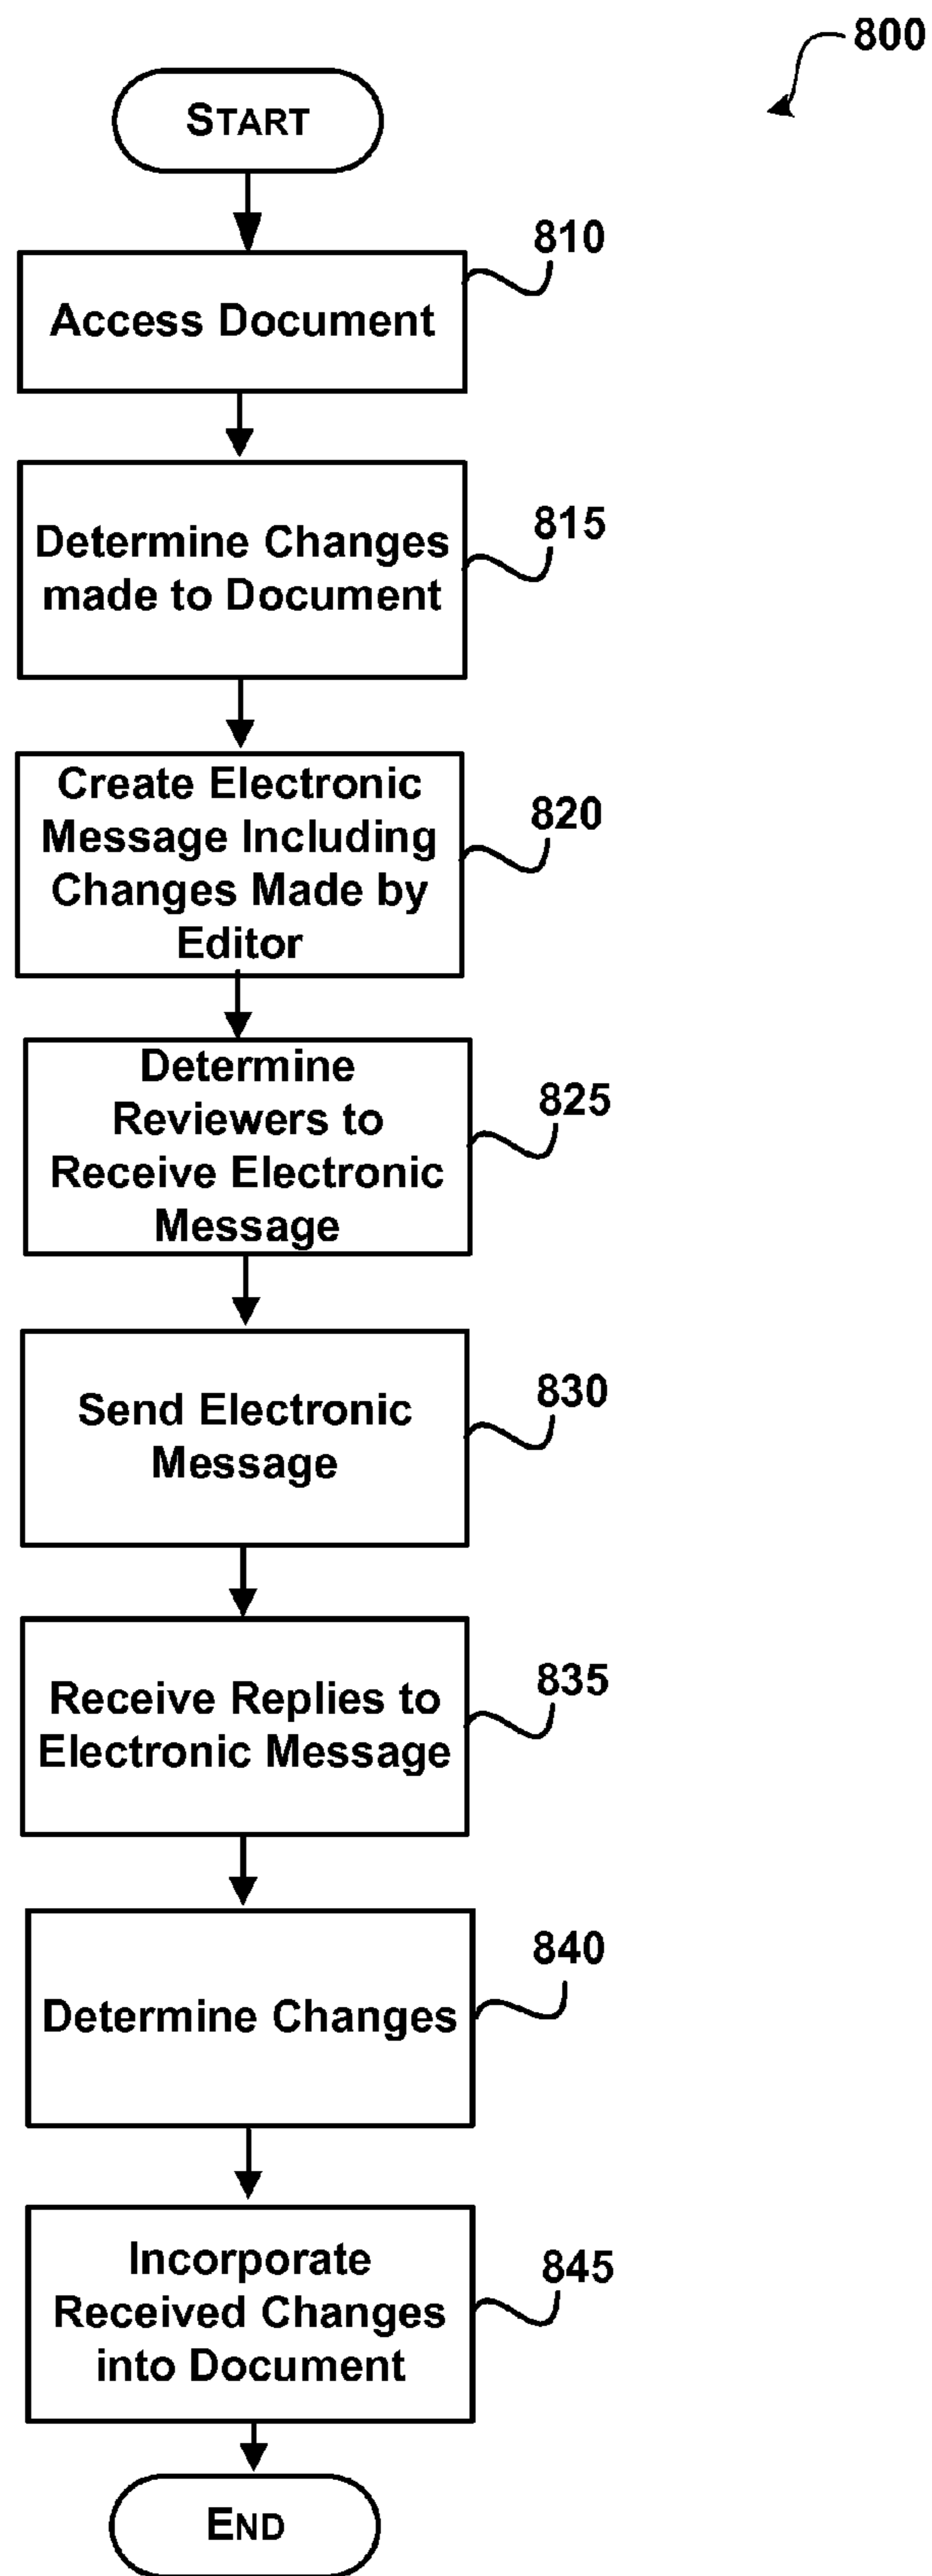 800
START
810
Access Document
815
Determine Changes
made to Document
820
Create Electronic
Message Including
Changes Made by
Editor
825
Determine
Reviewers to
Receive Electronic
Message
830
Send Electronic
Message
835
Receive Replies to
Electronic Message
840
Determine Changes
845
Incorporate
Received Changes
into Document
END